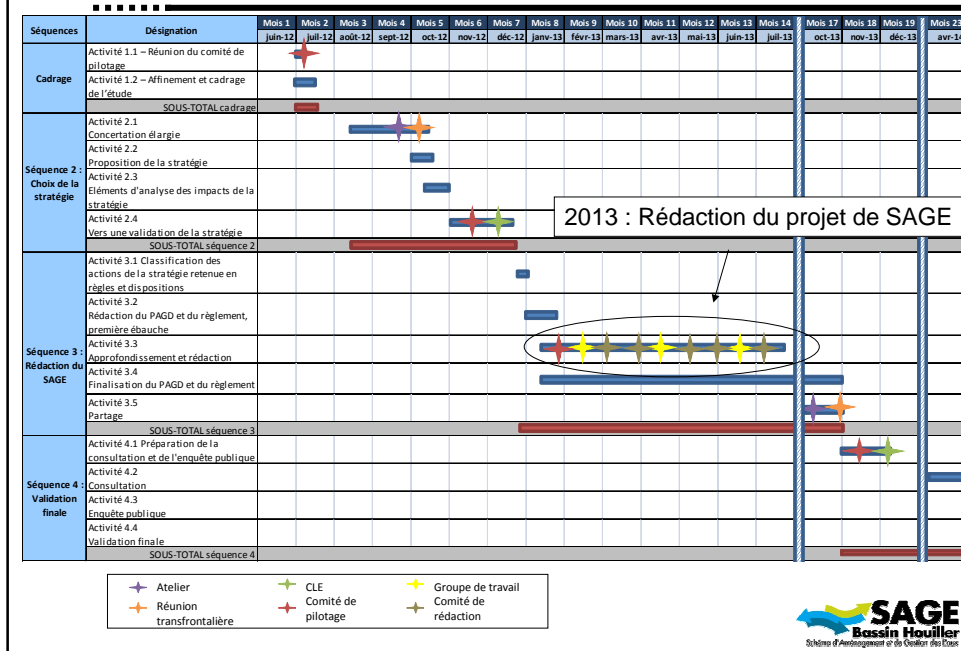 Séquences
Désignation
Mois 1 Mois 2 Mois 3 Mois 4 Mois 5 Mois 6 Mois 7 Mois 8 Mois 9 Mois 10 Mois 11 Mois 12 Mois 13 Mois 14 Mois 17 Mois 18 Mois 19 Mois 23
juin-12 juil-12 août-12 sept-12 oct-12 nov-12 déc-12 janv-13 févr-13 mars-13 avr-13 mai-13 juin-13 juil-13 oct-13 nov-13 déc-13 avr-14
Cadrage
Activité 1.1 – Réunion du comité de
pilotage
Activité 1.2 – Affinement et cadrage
de l'étude
SOUS-TOTAL cadrage
Séquence 2 :
Choix de la
stratégie
Activité 2.1
Concertation élargie
Activité 2.2
Proposition de la stratégie
Activité 2.3
Eléments d'analyse des impacts de la
stratégie
Activité 2.4
Vers une validation de la stratégie
SOUS-TOTAL séquence 2
2013 : Rédaction du projet de SAGE
Séquence 3 :
Rédaction du
SAGE
Activité 3.1 Classification des
actions de la stratégie retenue en
règles et dispositions
Activité 3.2
Rédaction du PAGD et du règlement,
première ébauche
Activité 3.3
Approfondissement et rédaction
Activité 3.4
Finalisation du PAGD et du règlement
Activité 3.5
Partage
SOUS-TOTAL séquence 3
Séquence 4 :
Validation
finale
Activité 4.1 Préparation de la
consultation et de l'enquête publique
Activité 4.2
Consultation
Activité 4.3
Enquête publique
Activité 4.4
Validation finale
SOUS-TOTAL séquence 4
Atelier
Réunion
transfrontalière
CLE
Comité de
pilotage
Groupe de travail
Comité de
rédaction
SAGE
Bassin Houiller
Schéma d'Aménagement et de Gestion des Eaux